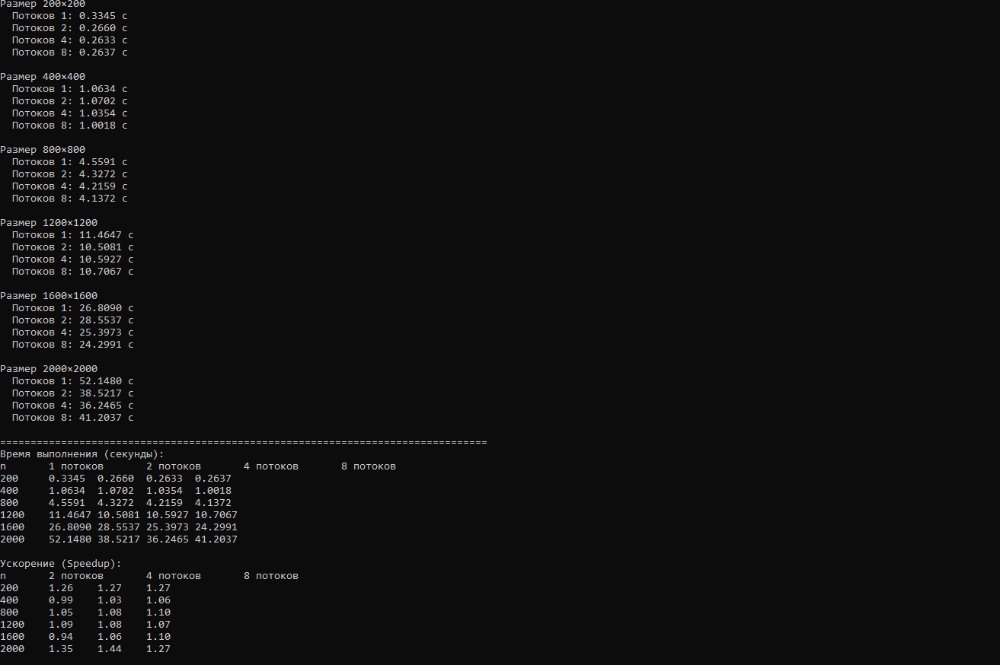 Размер 200×200
Потоков 1: 0.3345 с
Потоков 2: 0.2660 с
Потоков 4: 0.2633 с
Потоков 8: 0.2637 с
Размер 400×400
Потоков 1: 1.0634 с
Потоков 2: 1.0702 с
Потоков 4: 1.0354 с
Потоков 8: 1.0018 с
Размер 800×800
Потоков 1: 4.5591 с
Потоков 2: 4.3272 с
Потоков 4: 4.2159 с
Потоков 8: 4.1372 с
Размер 1200×1200
Потоков 1: 11.4647 с
Потоков 2: 10.5081 с
Потоков 4: 10.5927 с
Потоков 8: 10.7067 с
Размер 1600×1600
Потоков 1: 26.8090 с
Потоков 2: 28.5537 с
Потоков 4: 25.3973 с
Потоков 8: 24.2991 с
Размер 2000×2000
Потоков 1: 52.1480 с
Потоков 2: 38.5217 с
Потоков 4: 36.2465 с
Потоков 8: 41.2037 с
================================================================================
Время выполнения (секунды):
n 1 потоков 2 потоков 4 потоков 8 потоков
200 0.3345 0.2660 0.2633 0.2637
400 1.0634 1.0702 1.0354 1.0018
800 4.5591 4.3272 4.2159 4.1372
1200 11.4647 10.5081 10.5927 10.7067
1600 26.8090 28.5537 25.3973 24.2991
2000 52.1480 38.5217 36.2465 41.2037
Ускорение (Speedup):
n 2 потоков 4 потоков 8 потоков
200 1.26 1.27 1.27
400 0.99 1.03 1.06
800 1.05 1.08 1.10
1200 1.09 1.08 1.07
1600 0.94 1.06 1.10
2000 1.35 1.44 1.27